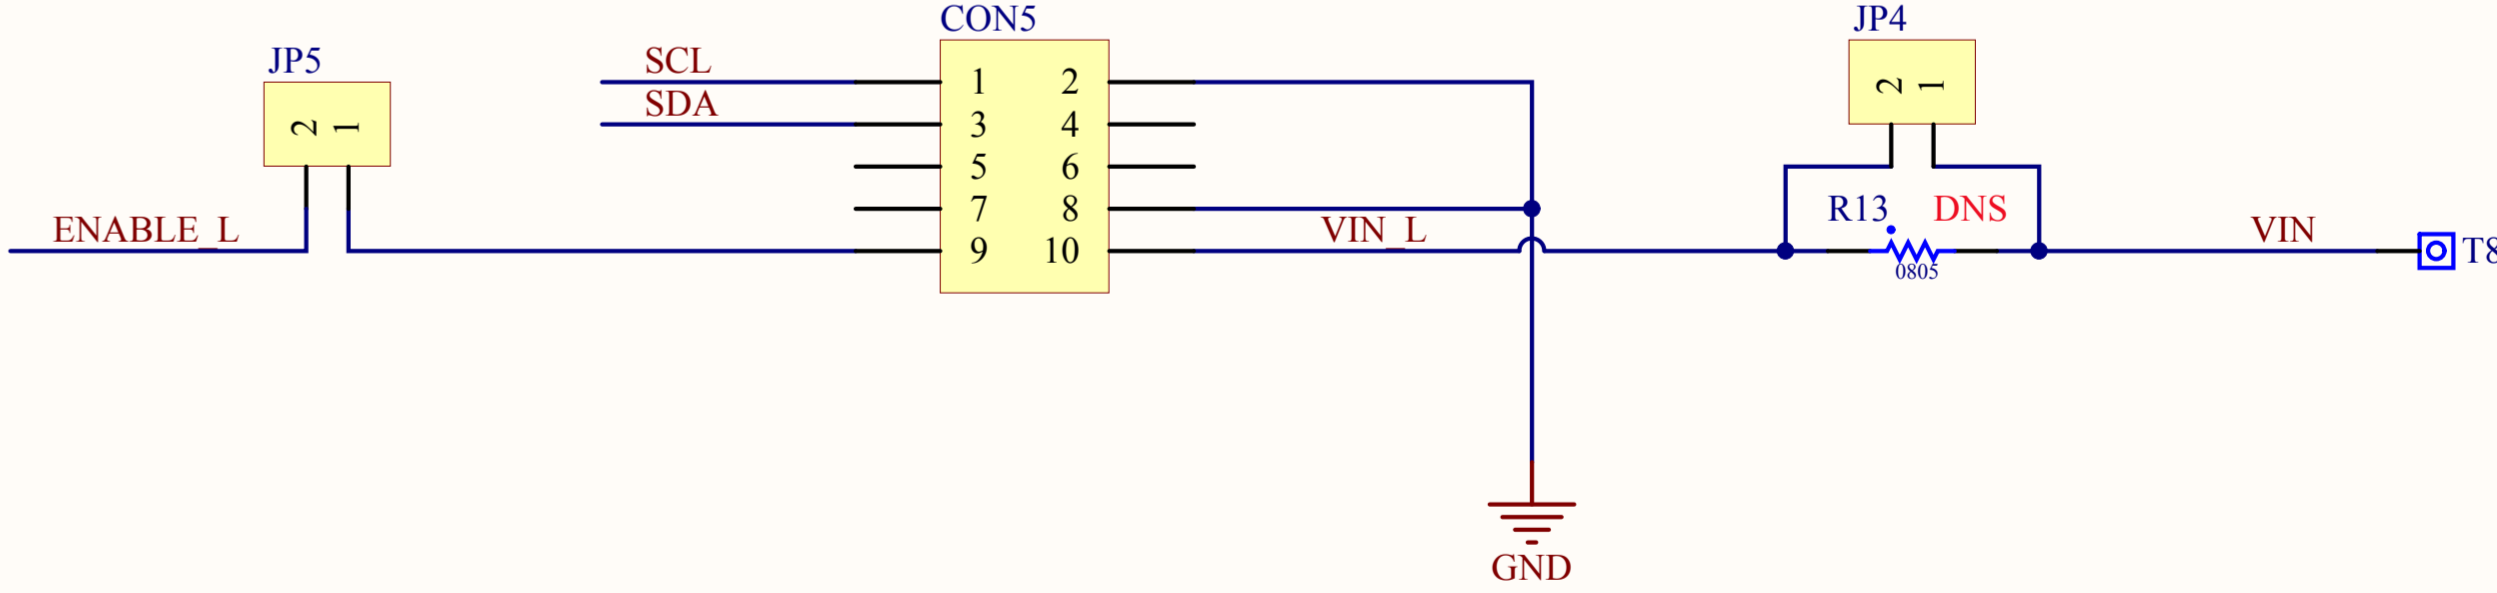 CON5
JP4
JP5
SCL
SDA
2 1
1 2
3 4
5 6
7 8
9 10
2 1
ENABLE_L
VIN_L
R13 DNS
0805
VIN
T8
GND